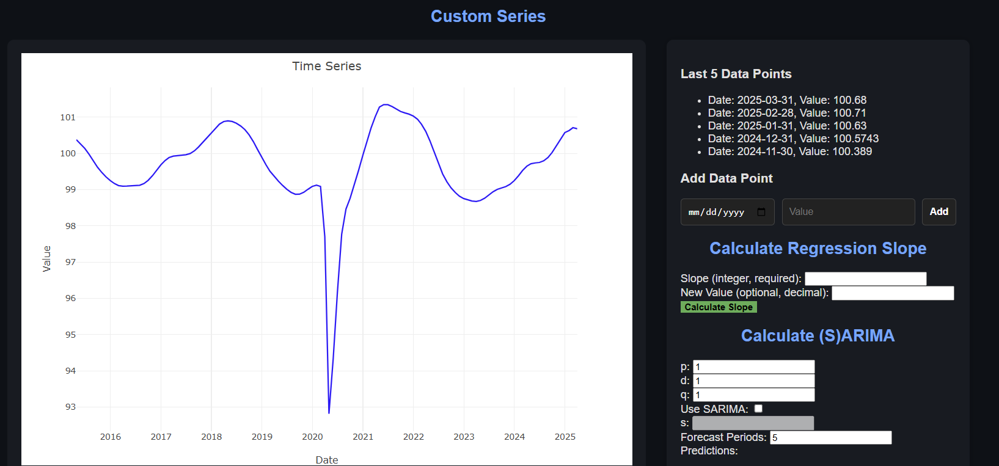 Custom Series
Time Series
101
100
99
98
97
96
95
94
93
Value
2016 2017 2018 2019 2020 2021 2022 2023 2024 2025
Date
Last 5 Data Points
Date: 2025-03-31, Value: 100.68
Date: 2025-02-28, Value: 100.71
Date: 2025-01-31, Value: 100.63
Date: 2024-12-31, Value: 100.5743
Date: 2024-11-30, Value: 100.389
Add Data Point
mm/dd/yyyy Value Add
Calculate Regression Slope
Slope (integer, required):
New Value (optional, decimal):
Calculate Slope
Calculate (S)ARIMA
p: 1
d: 1
q: 1
Use SARIMA:
s:
Forecast Periods: 5
Predictions: